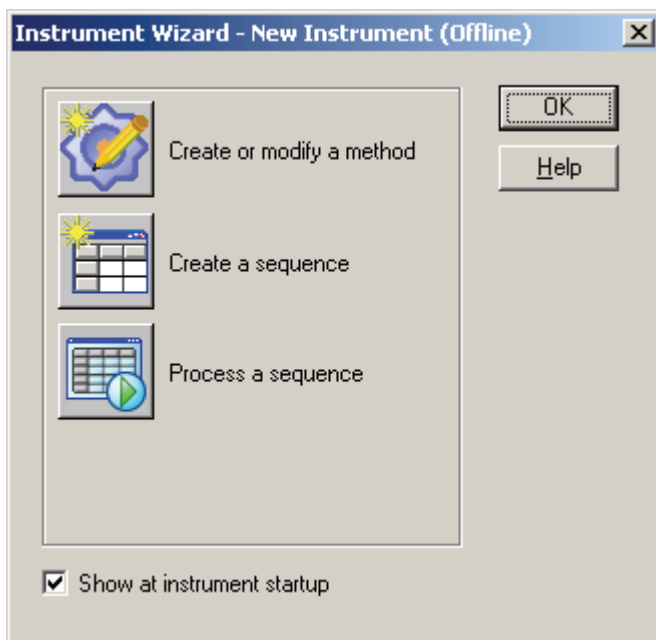 Instrument Wizard - New Instrument (Offline)
Create or modify a method
OK
Help
Create a sequence
Process a sequence
Show at instrument startup